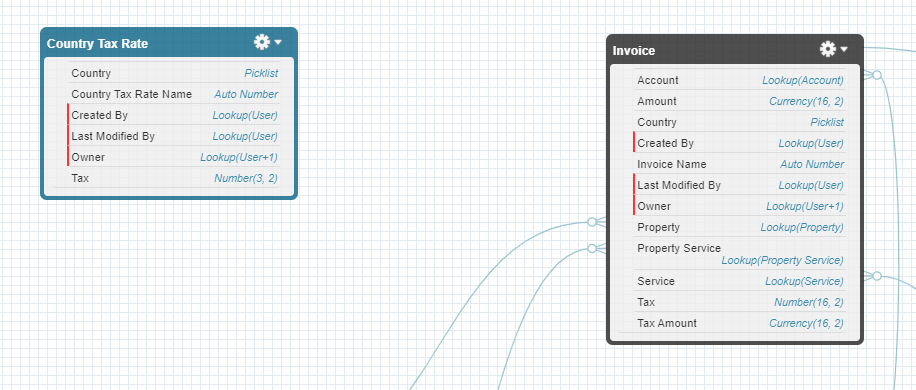 Country Tax Rate
Country Picklist
Country Tax Rate Name Auto Number
Created By Lookup(User)
Last Modified By Lookup(User)
Owner Lookup(User+1)
Tax Number(3, 2)
Invoice
Account Lookup(Account)
Amount Currency(16, 2)
Country Picklist
Created By Lookup(User)
Invoice Name Auto Number
Last Modified By Lookup(User)
Owner Lookup(User+1)
Property Lookup(Property)
Property Service
Lookup(Property Service)
Service Lookup(Service)
Tax Number(16, 2)
Tax Amount Currency(16, 2)